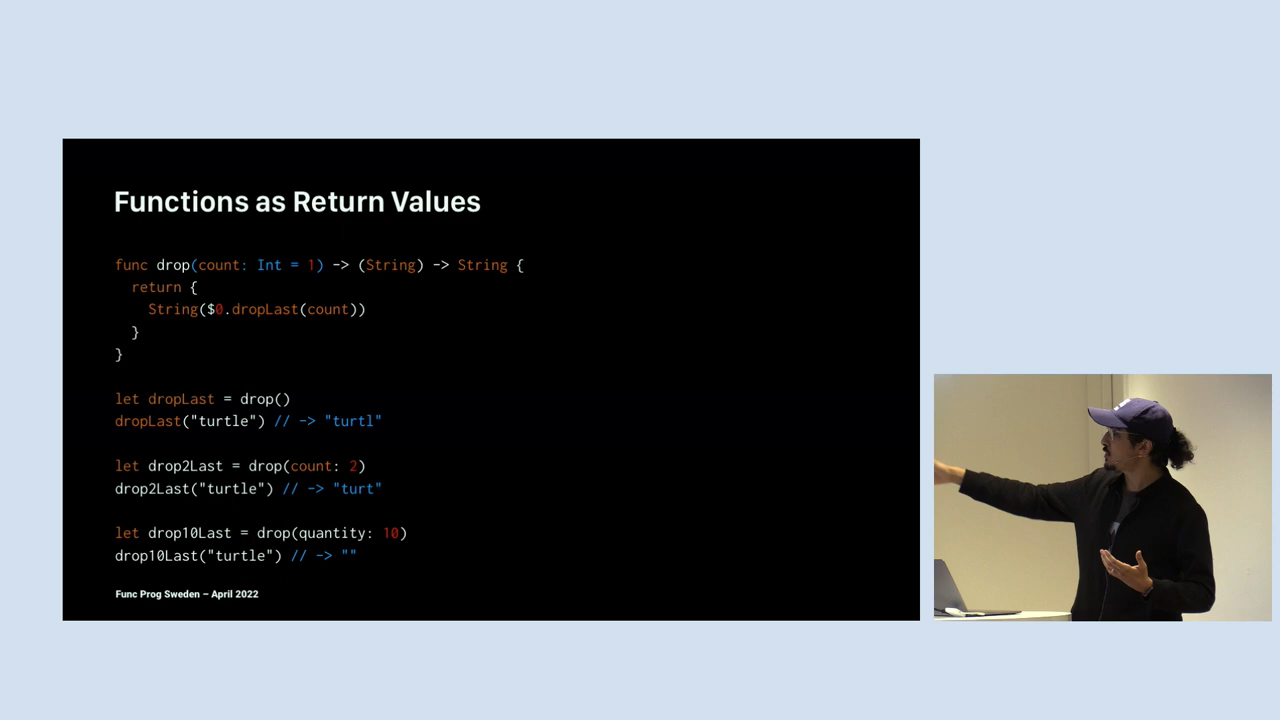 Functions as Return Values
func drop(count: Int = 1) -> (String) -> String {
  return {
    String($0.dropLast(count))
  }
}
let dropLast = drop()
dropLast("turtle") // -> "turtl"
let drop2Last = drop(count: 2)
drop2Last("turtle") // -> "turt"
let drop10Last = drop(quantity: 10)
drop10Last("turtle") // -> ""
Func Prog Sweden – April 2022